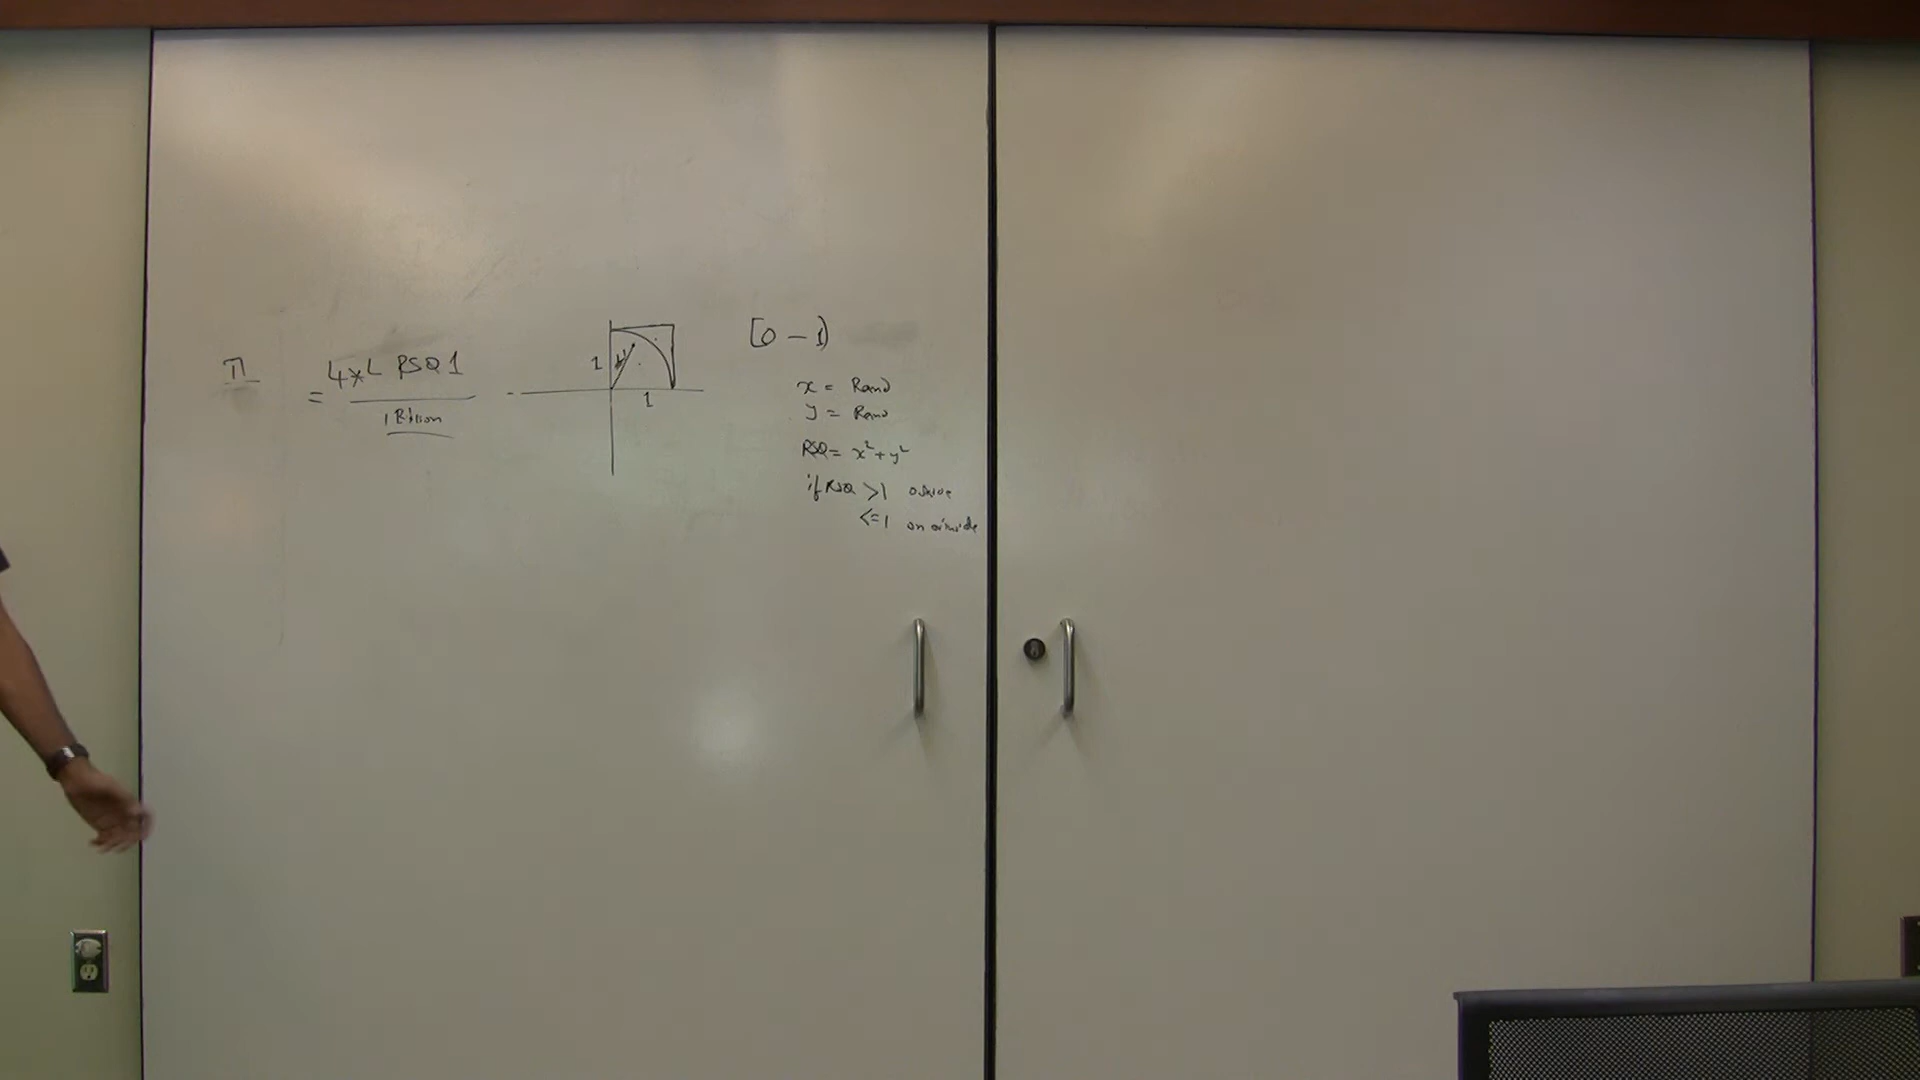 π
= 4*L RSQ 1
1 Billion
1
1
[0 - 1)
x = Rand
y = Rand
RSQ = x²+y²
if RSQ >1 outside
<=1 on or inside